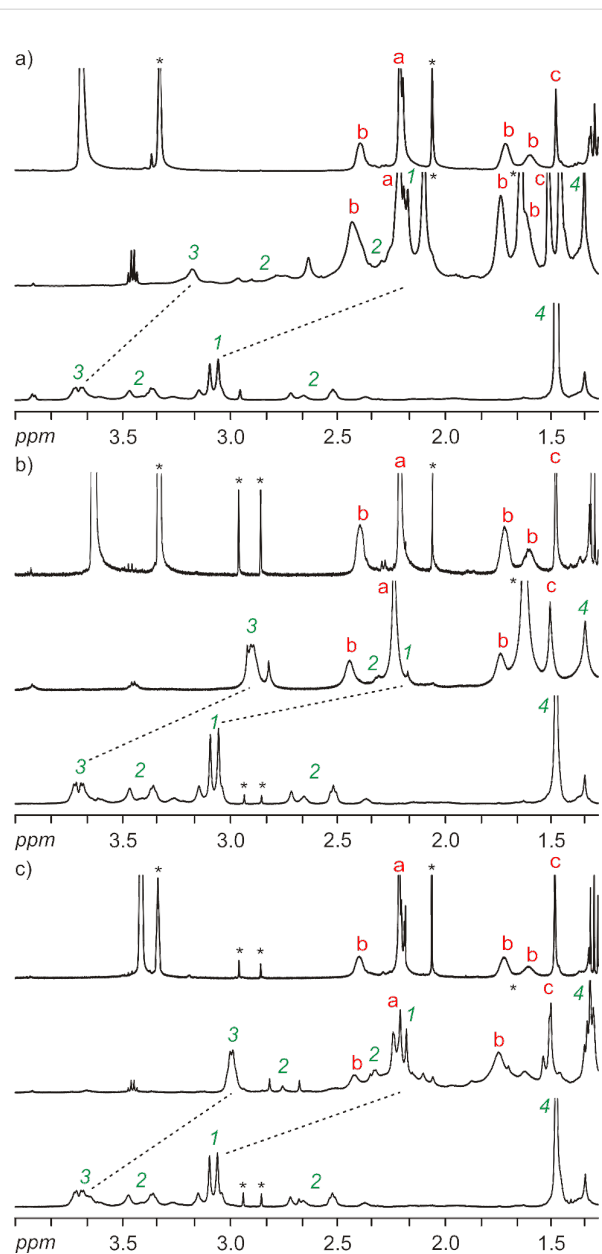 a)
* a * c
b b b
a 1 * b * c 4
b b
3 2 2
1 4
3 2 2
ppm 3.5 3.0 2.5 2.0 1.5
b)
* * * a * c
b b b
a * c 4
3 b 2 1 b
1 4
3 2 * * 2
ppm 3.5 3.0 2.5 2.0 1.5
c)
* a * c
* * b b b
*
a 1 c 4
3 2 b 2 b
1 4
3 2 * * 2
ppm 3.5 3.0 2.5 2.0 1.5